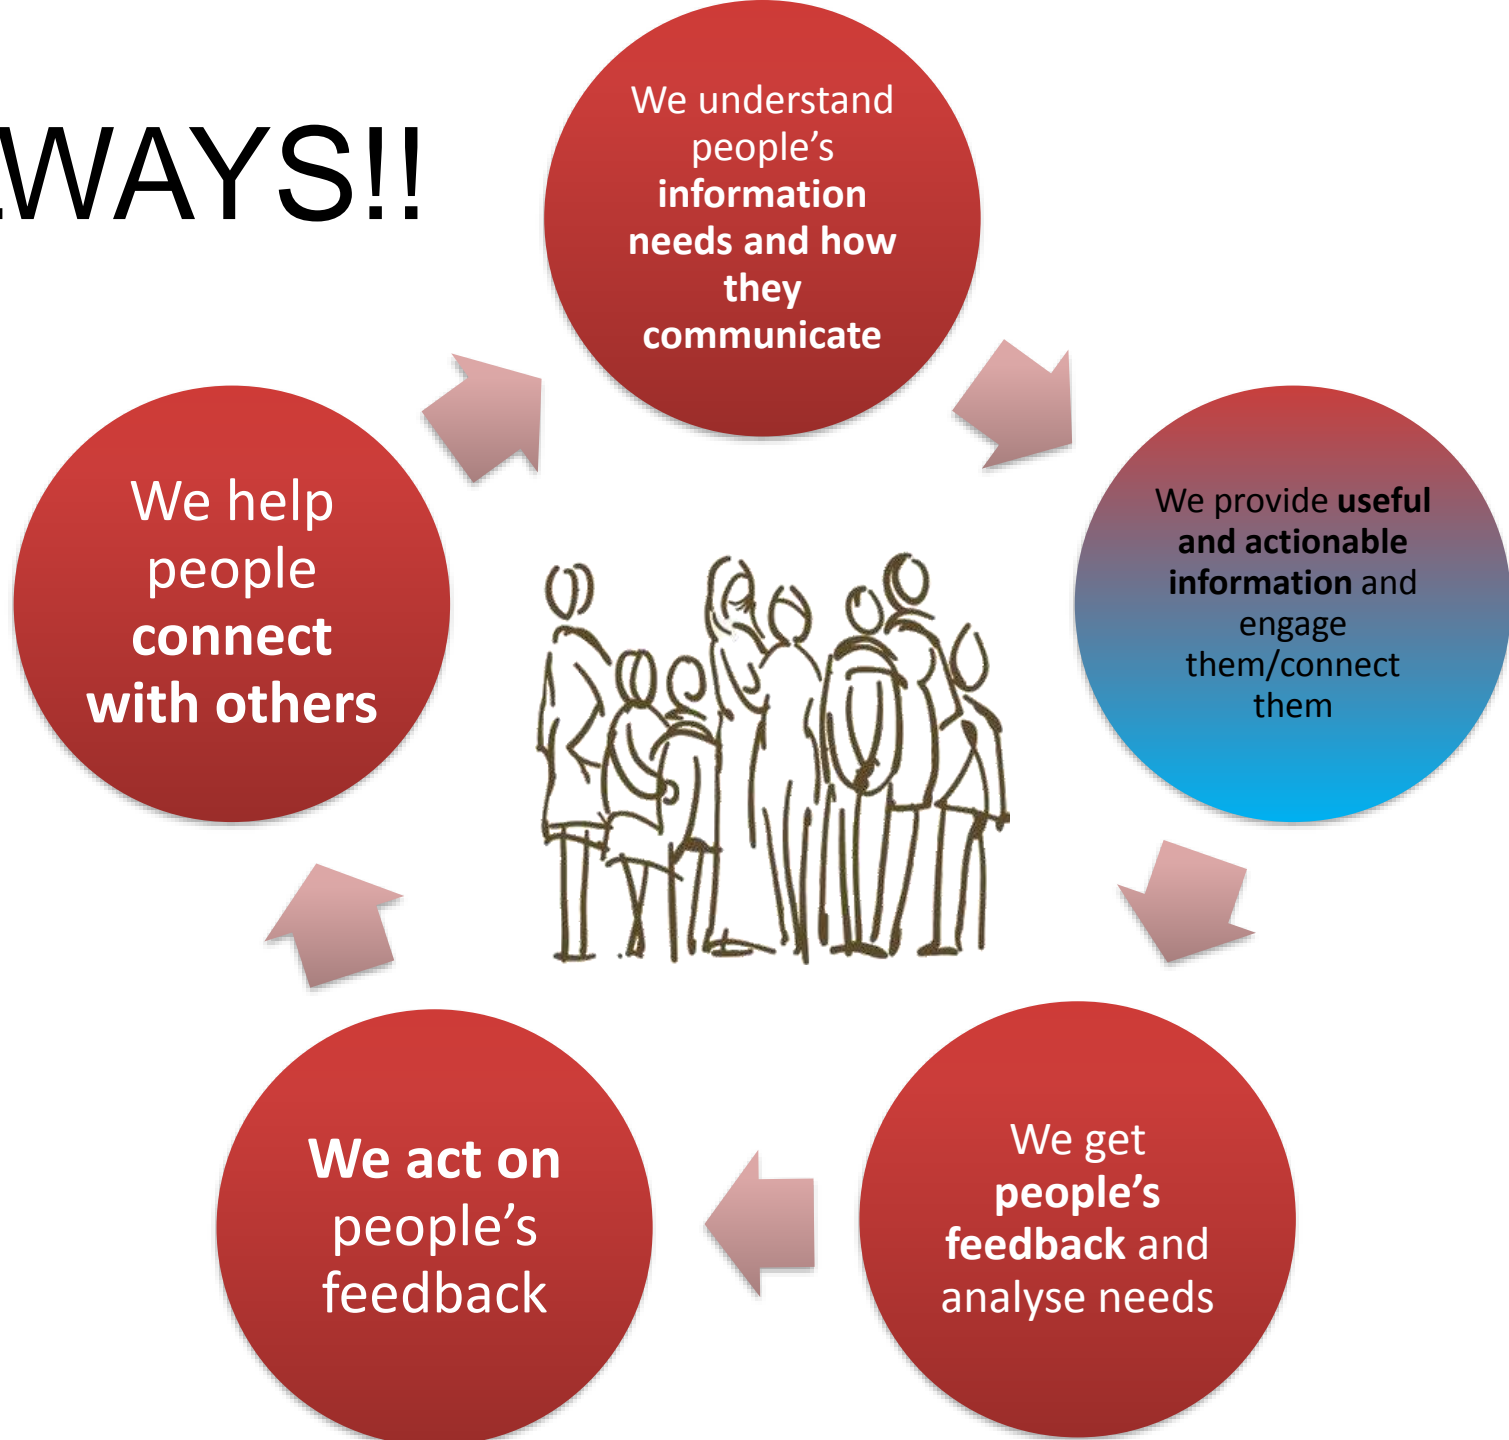 WAYS!!
We understand
people’s
information
needs and how
they
communicate
We provide useful
and actionable
information and
engage
them/connect
them
We get
people’s
feedback and
analyse needs
We act on
people’s
feedback
We help
people
connect
with others